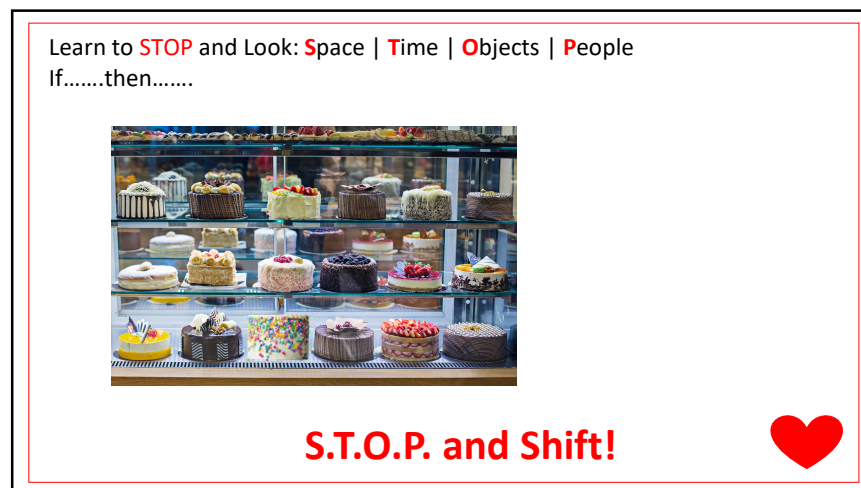 Learn to STOP and Look: Space | Time | Objects | People
If…….then…….
S.T.O.P. and Shift!